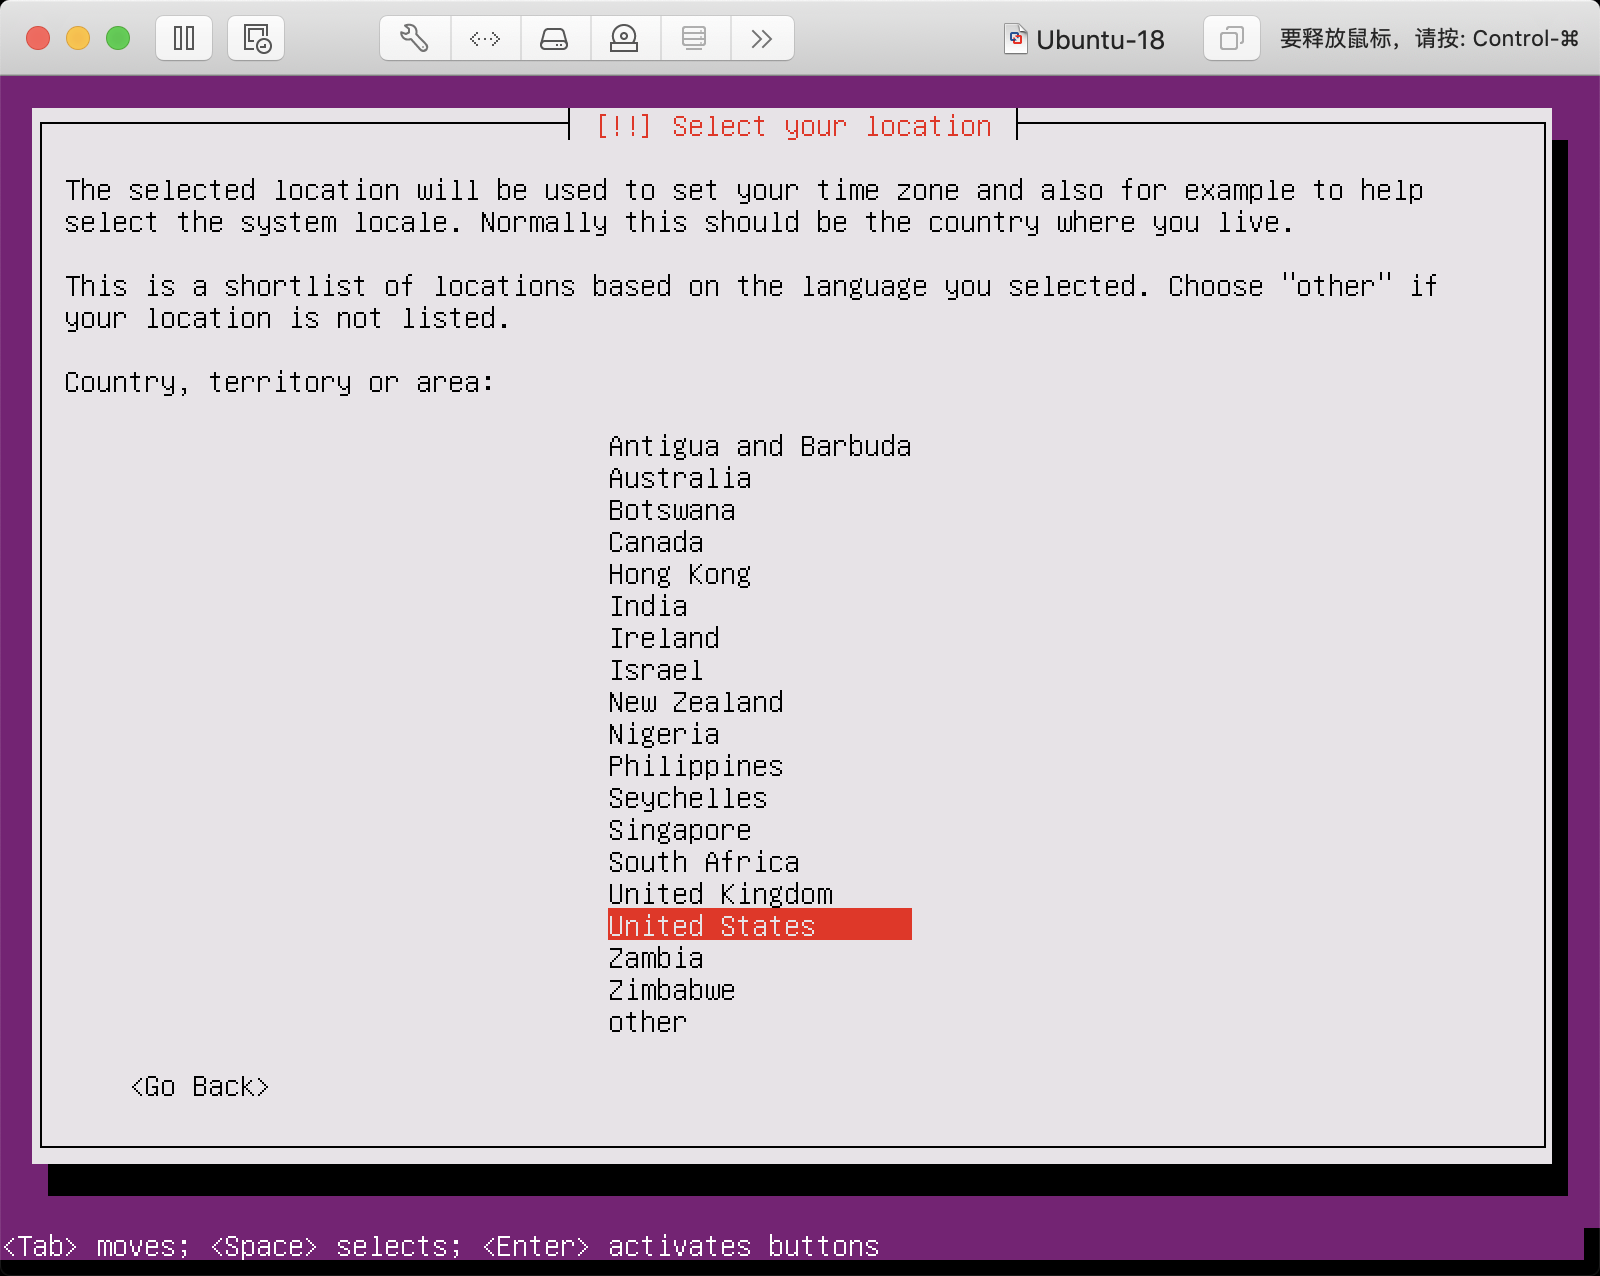 Ubuntu-18
要释放鼠标，请按: Control-⌘
[!!] Select your location
The selected location will be used to set your time zone and also for example to help
select the system locale. Normally this should be the country where you live.
This is a shortlist of locations based on the language you selected. Choose "other" if
your location is not listed.
Country, territory or area:
Antigua and Barbuda
Australia
Botswana
Canada
Hong Kong
India
Ireland
Israel
New Zealand
Nigeria
Philippines
Seychelles
Singapore
South Africa
United Kingdom
United States
Zambia
Zimbabwe
other
<Go Back>
<Tab> moves; <Space> selects; <Enter> activates buttons